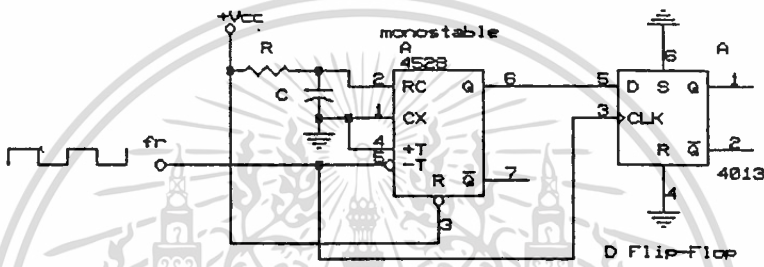 +Vcc
monostable
R
A
4528
6
A
2
RC
Q
6
5
D
S
Q
1
C
1
CX
3
CLK
fr
4
+T
5
-T
R
Q
7
R
Q
2
3
4
4013
D Flip-Flop